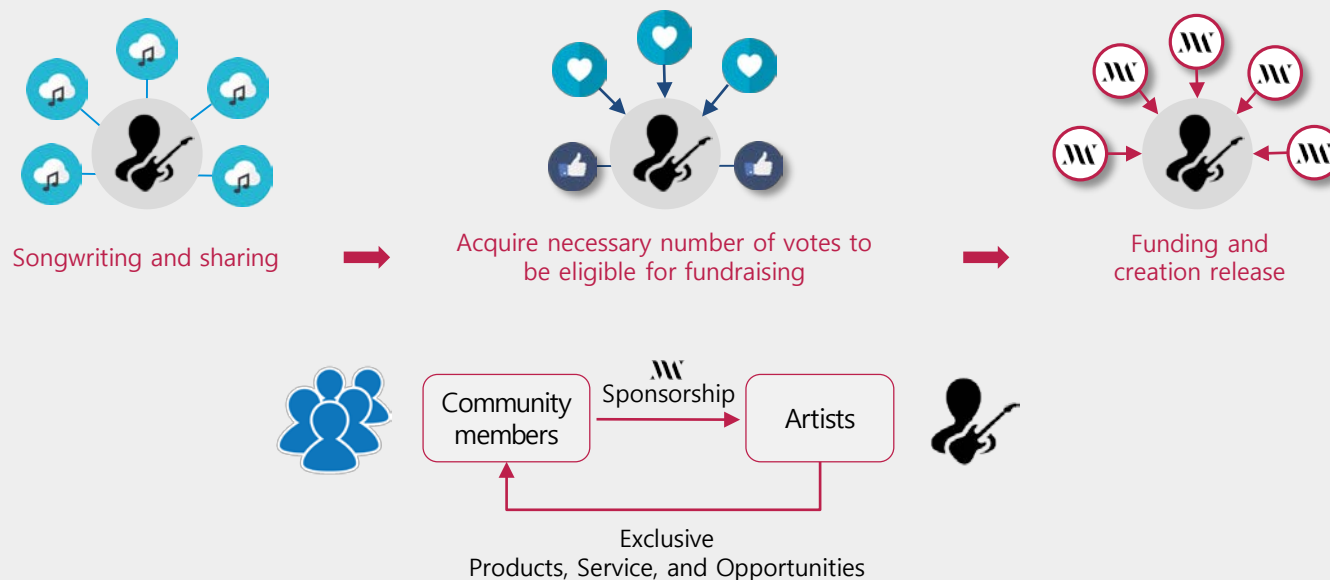 Songwriting and sharing
Acquire necessary number of votes to
be eligible for fundraising
Funding and
creation release
Community
members
Sponsorship
Artists
Exclusive
Products, Service, and Opportunities